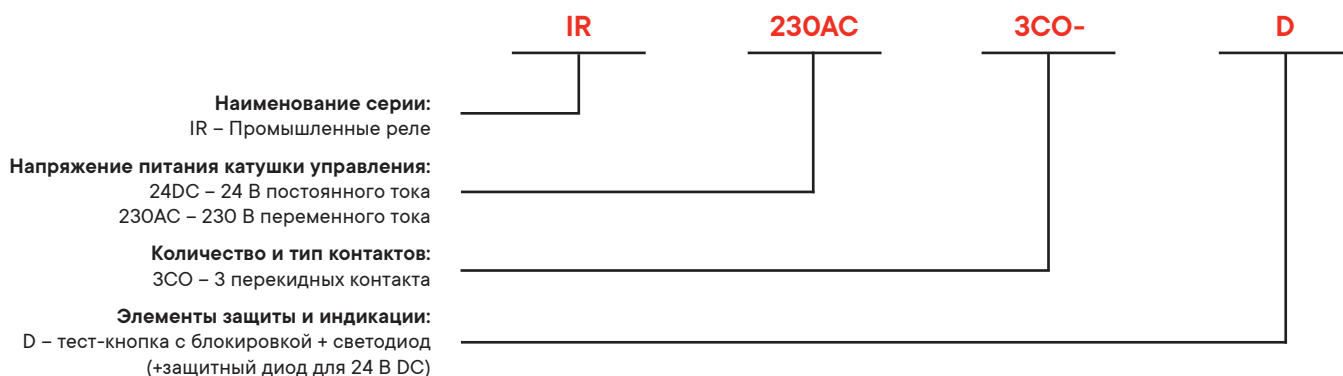 IR 230AC 3CO- D
Наименование серии:
IR – Промышленные реле
Напряжение питания катушки управления:
24DC – 24 В постоянного тока
230AC – 230 В переменного тока
Количество и тип контактов:
3CO – 3 перекидных контакта
Элементы защиты и индикации:
D – тест-кнопка с блокировкой + светодиод
(+защитный диод для 24 В DC)